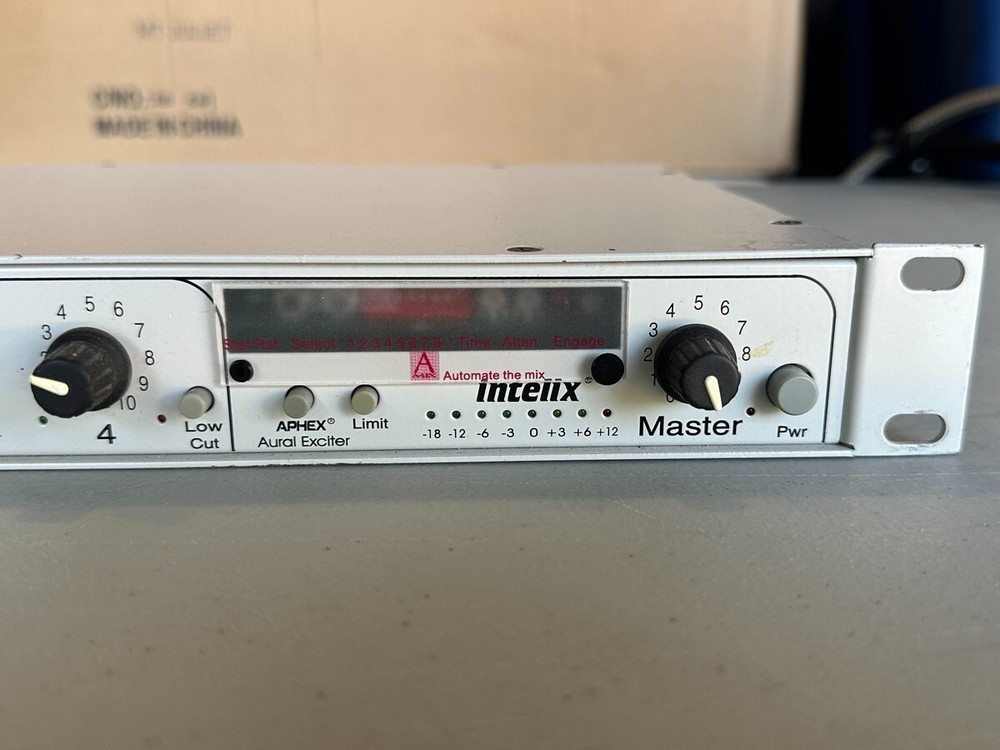 MADE IN CHINA
3 4 5 6 7 8 9 10
4
Low
Cut
Select 1 2 3 4 5 6 7 8 Time Atten Engage
A
MIX
Automate the mix
intelix
APHEX®
Aural Exciter
Limit
-18 -12 -6 -3 0 +3 +6 +12
0 1 2 3 4 5 6 7 8
Master
Pwr